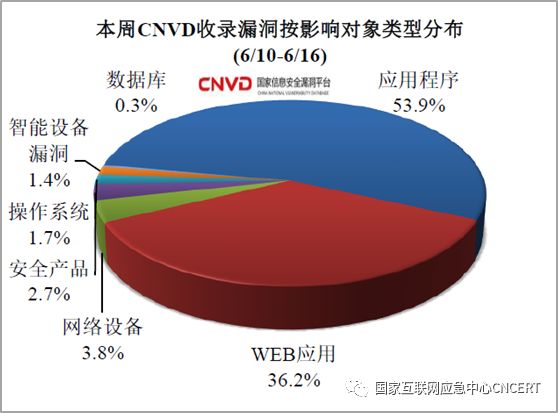 本周CNVD收录漏洞按影响对象类型分布
(6/10-6/16)
CNVD 国家信息安全漏洞平台
CHINA NATIONAL VULNERABILITY DATABASE
数据库
0.3%
应用程序
53.9%
智能设备
漏洞
1.4%
操作系统
1.7%
安全产品
2.7%
网络设备
3.8%
WEB应用
36.2%
国家互联网应急中心CNCERT